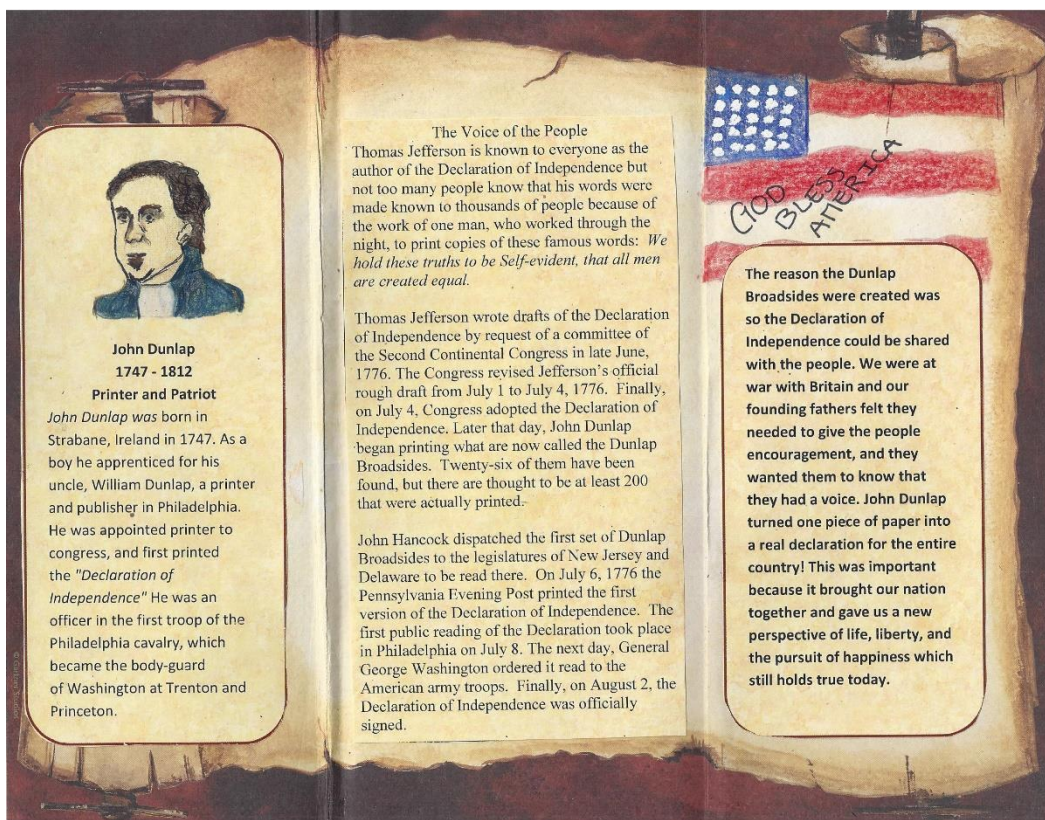 John Dunlap
1747 - 1812
Printer and Patriot
John Dunlap was born in
Strabane, Ireland in 1747. As a
boy he apprenticed for his
uncle, William Dunlap, a printer
and publisher in Philadelphia.
He was appointed printer to
congress, and first printed
the "Declaration of
Independence" He was an
officer in the first troop of the
Philadelphia cavalry, which
became the body-guard
of Washington at Trenton and
Princeton.
The Voice of the People
Thomas Jefferson is known to everyone as the
author of the Declaration of Independence but
not too many people know that his words were
made known to thousands of people because of
the work of one man, who worked through the
night, to print copies of these famous words: We
hold these truths to be Self-evident, that all men
are created equal.
Thomas Jefferson wrote drafts of the Declaration
of Independence by request of a committee of
the Second Continental Congress in late June,
1776. The Congress revised Jefferson's official
rough draft from July 1 to July 4, 1776. Finally,
on July 4, Congress adopted the Declaration of
Independence. Later that day, John Dunlap
began printing what are now called the Dunlap
Broadsides. Twenty-six of them have been
found, but there are thought to be at least 200
that were actually printed.
John Hancock dispatched the first set of Dunlap
Broadsides to the legislatures of New Jersey and
Delaware to be read there. On July 6, 1776 the
Pennsylvania Evening Post printed the first
version of the Declaration of Independence. The
first public reading of the Declaration took place
in Philadelphia on July 8. The next day, General
George Washington ordered it read to the
American army troops. Finally, on August 2, the
Declaration of Independence was officially
signed.
GOD
BLESS
AMERICA
The reason the Dunlap
Broadsides were created was
so the Declaration of
Independence could be shared
with the people. We were at
war with Britain and our
founding fathers felt they
needed to give the people
encouragement, and they
wanted them to know that
they had a voice. John Dunlap
turned one piece of paper into
a real declaration for the entire
country! This was important
because it brought our nation
together and gave us a new
perspective of life, liberty, and
the pursuit of happiness which
still holds true today.